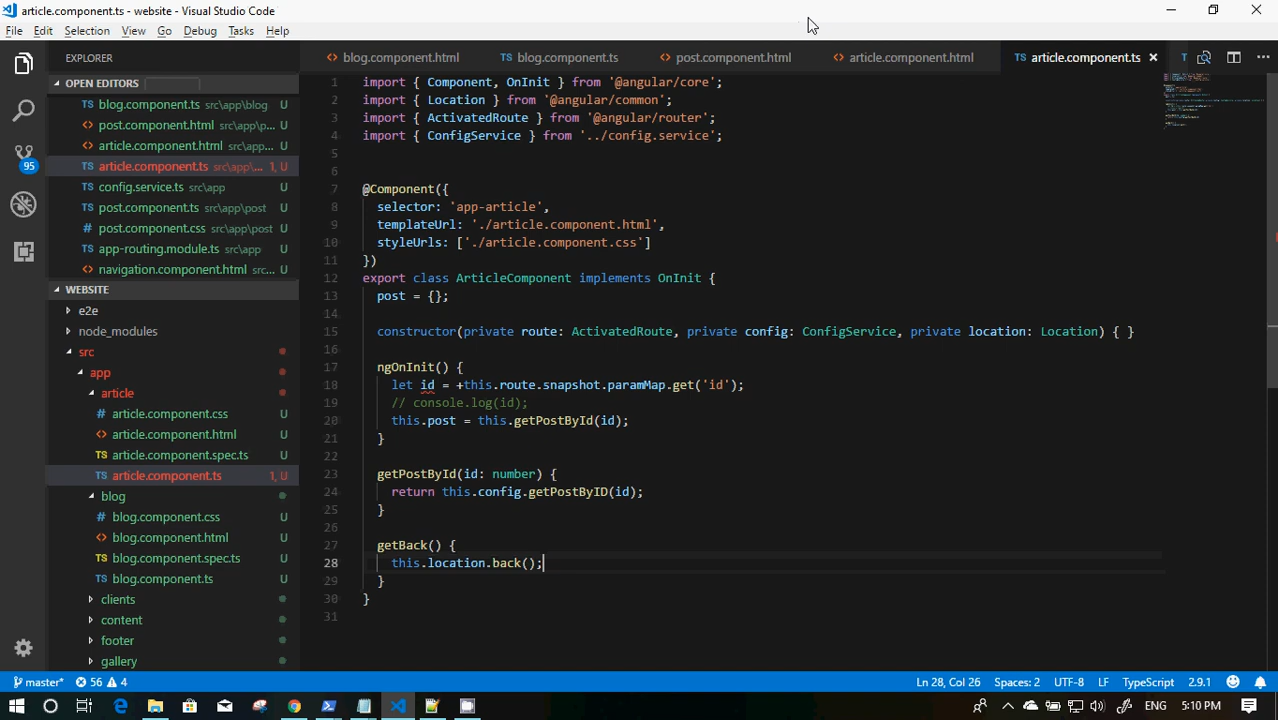 article.component.ts - website - Visual Studio Code
File Edit Selection View Go Debug Tasks Help
EXPLORER
OPEN EDITORS
blog.component.ts src\app\blog U
post.component.html src\app\p... U
article.component.html src\app... U
article.component.ts src\app\... 1, U
config.service.ts src\app U
post.component.ts src\app\post U
post.component.css src\app\post U
app-routing.module.ts src\app U
navigation.component.html src... U
WEBSITE
e2e
node_modules
src
app
article
article.component.css U
article.component.html U
article.component.spec.ts U
article.component.ts 1, U
blog
blog.component.css U
blog.component.html U
blog.component.spec.ts U
blog.component.ts U
clients
content
footer
gallery
95
blog.component.html TS blog.component.ts post.component.html article.component.html TS article.component.ts
1 import { Component, OnInit } from '@angular/core';
2 import { Location } from '@angular/common';
3 import { ActivatedRoute } from '@angular/router';
4 import { ConfigService } from '../config.service';
5
6
7 @Component({
8 selector: 'app-article',
9 templateUrl: './article.component.html',
10 styleUrls: ['./article.component.css']
11 })
12 export class ArticleComponent implements OnInit {
13 post = {};
14
15 constructor(private route: ActivatedRoute, private config: ConfigService, private location: Location) { }
16
17 ngOnInit() {
18 let id = +this.route.snapshot.paramMap.get('id');
19 // console.log(id);
20 this.post = this.getPostById(id);
21 }
22
23 getPostById(id: number) {
24 return this.config.getPostByID(id);
25 }
26
27 getBack() {
28 this.location.back();
29 }
30 }
31
master* 56 4 Ln 28, Col 26 Spaces: 2 UTF-8 LF TypeScript 2.9.1
ENG 5:10 PM